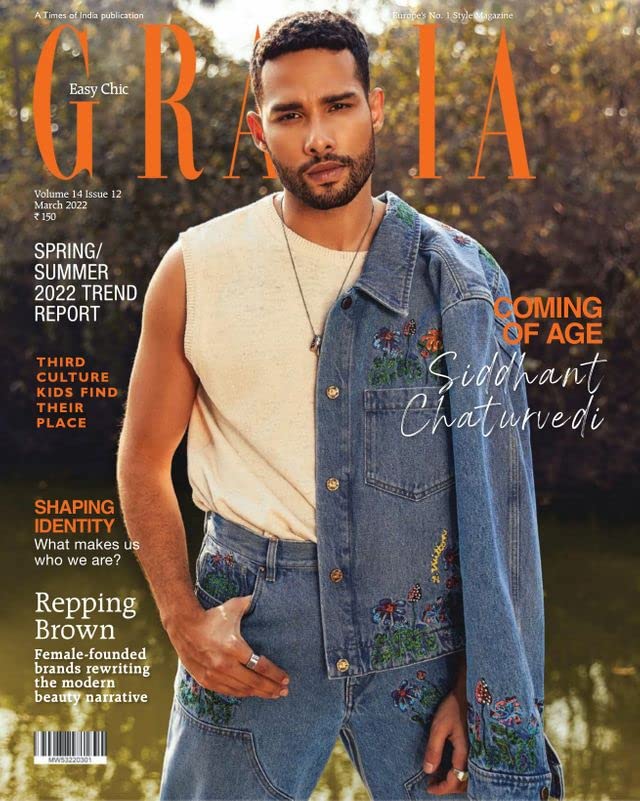 A Times of India publication
Europe's No. 1 Style Magazine
GRAZIA
Easy Chic
Volume 14 Issue 12
March 2022
₹ 150
SPRING/
SUMMER
2022 TREND
REPORT
THIRD
CULTURE
KIDS FIND
THEIR
PLACE
COMING
OF AGE
Siddhant
Chaturvedi
SHAPING
IDENTITY
What makes us
who we are?
Repping
Brown
Female-founded
brands rewriting
the modern
beauty narrative
MW53220301